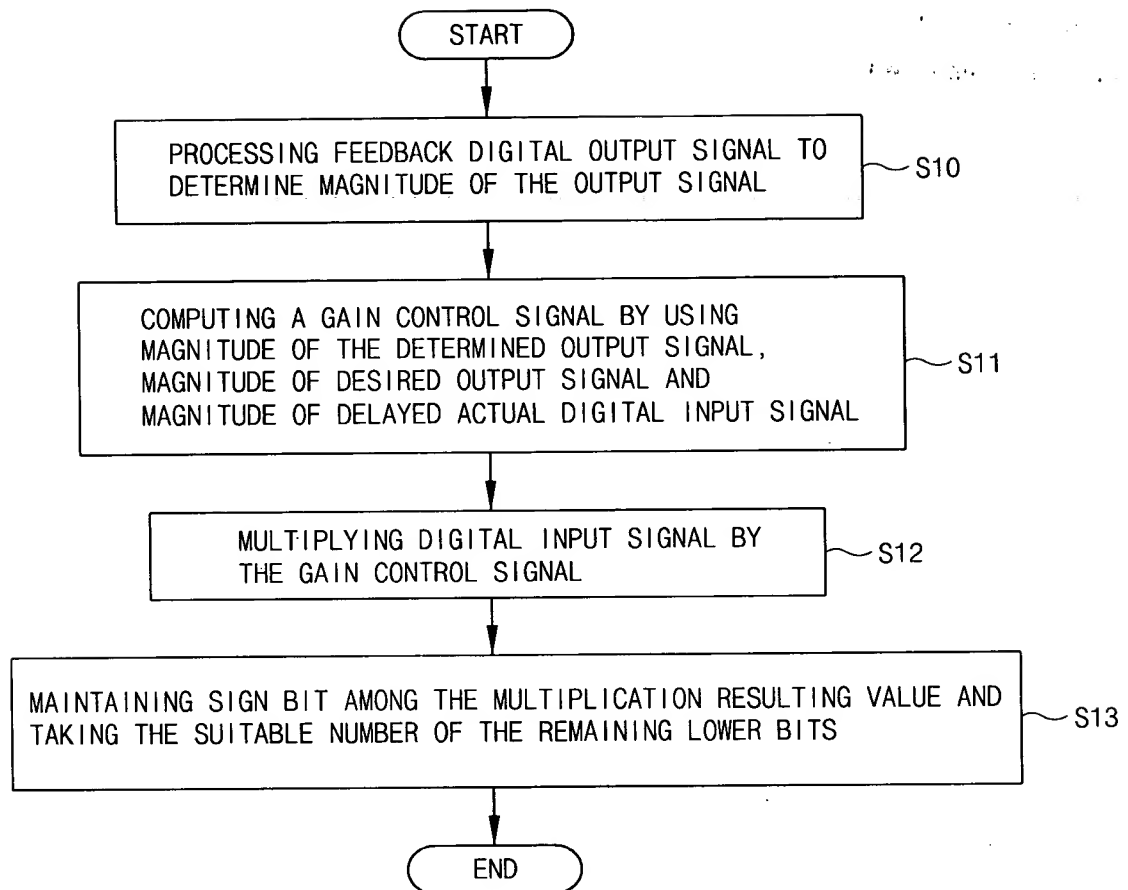 START
PROCESSING FEEDBACK DIGITAL OUTPUT SIGNAL TO
DETERMINE MAGNITUDE OF THE OUTPUT SIGNAL
S10
COMPUTING A GAIN CONTROL SIGNAL BY USING
MAGNITUDE OF THE DETERMINED OUTPUT SIGNAL,
MAGNITUDE OF DESIRED OUTPUT SIGNAL AND
MAGNITUDE OF DELAYED ACTUAL DIGITAL INPUT SIGNAL
S11
MULTIPLYING DIGITAL INPUT SIGNAL BY
THE GAIN CONTROL SIGNAL
S12
MAINTAINING SIGN BIT AMONG THE MULTIPLICATION RESULTING VALUE AND
TAKING THE SUITABLE NUMBER OF THE REMAINING LOWER BITS
S13
END